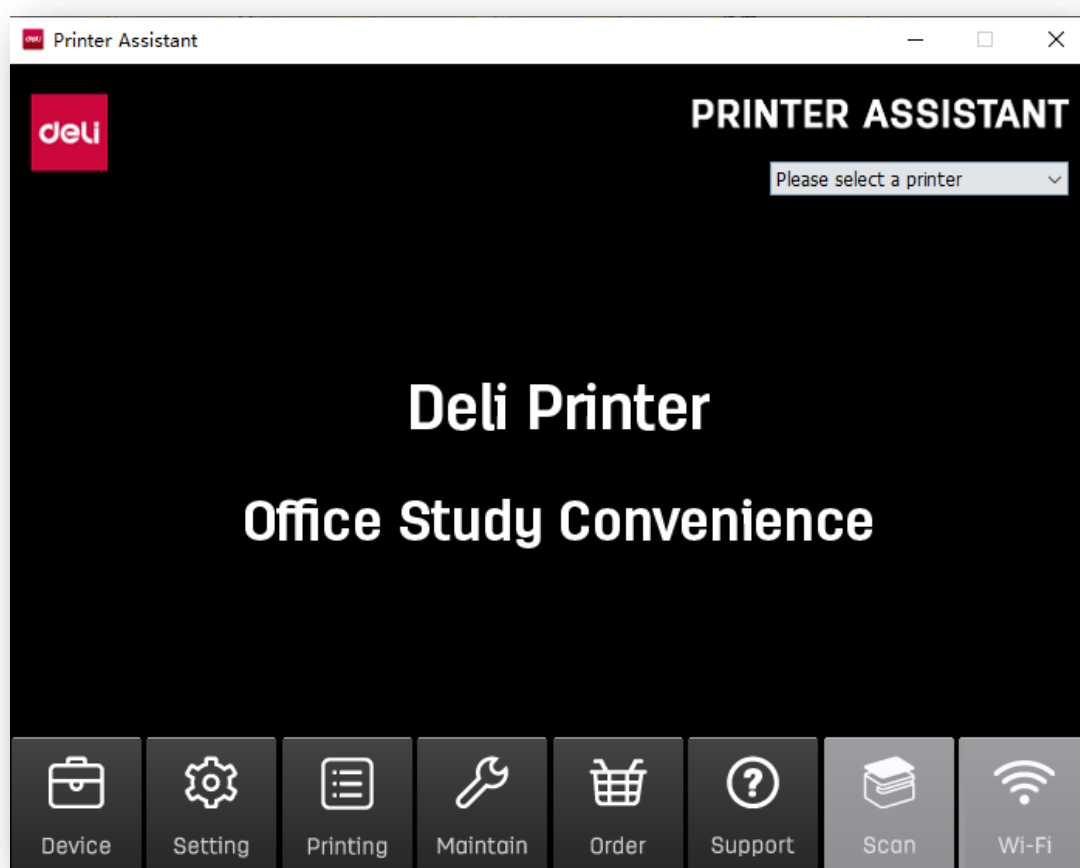 deli Printer Assistant
deli
PRINTER ASSISTANT
Please select a printer
Deli Printer
Office Study Convenience
Device Setting Printing Maintain Order Support Scan Wi-Fi